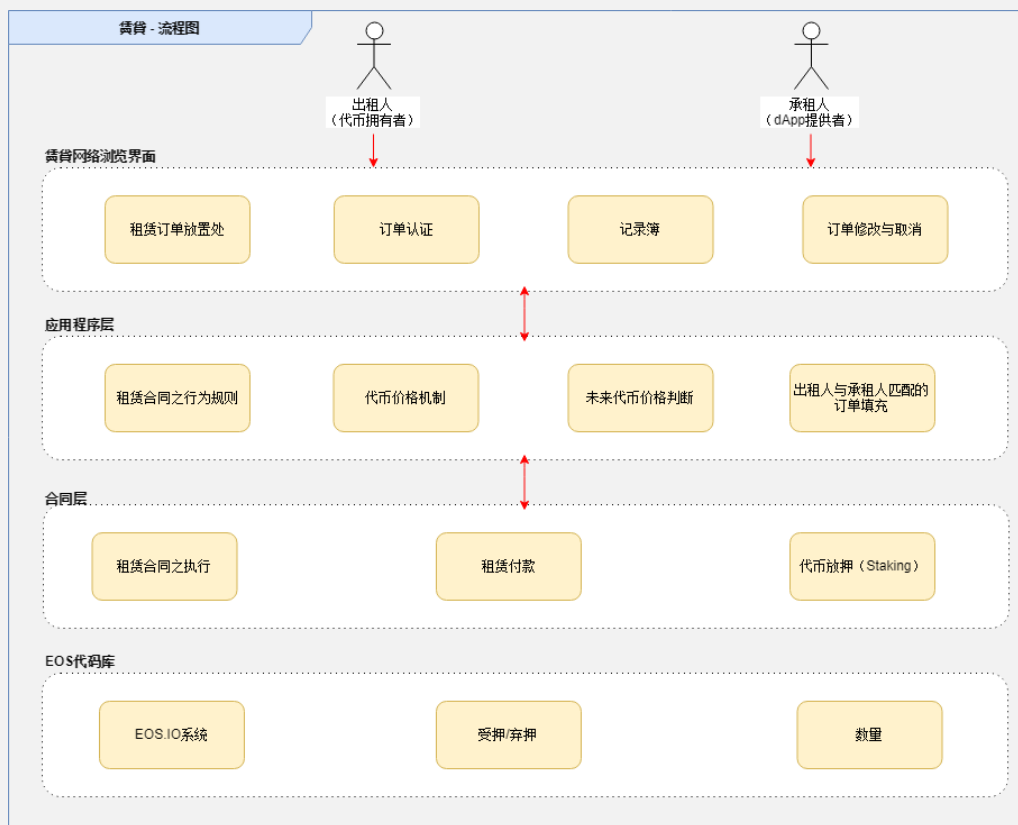 賃貸 - 流程图
出租人
（代币拥有者）
承租人
（dApp提供者）
賃貸网络浏览界面
租赁订单放置处
订单认证
记录簿
订单修改与取消
应用程序层
租赁合同之行为规则
代币价格机制
未来代币价格判断
出租人与承租人匹配的
订单填充
合同层
租赁合同之执行
租赁付款
代币放押（Staking）
EOS代码库
EOS.IO系统
受押/弃押
数量